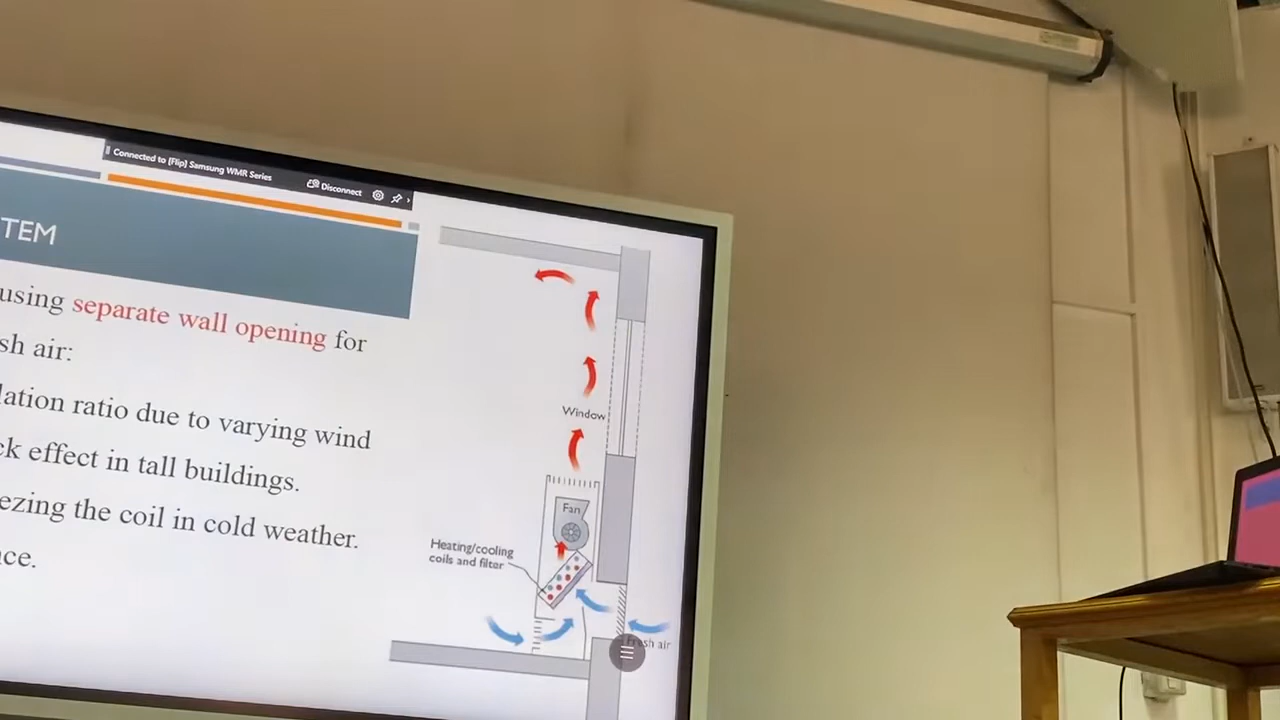 Connected to [Flip] Samsung WMR Series
Disconnect
TEM
using separate wall opening for
sh air:
lation ratio due to varying wind
ck effect in tall buildings.
ezing the coil in cold weather.
ce.
Window
Fan
Heating/cooling
coils and filter
Fresh air